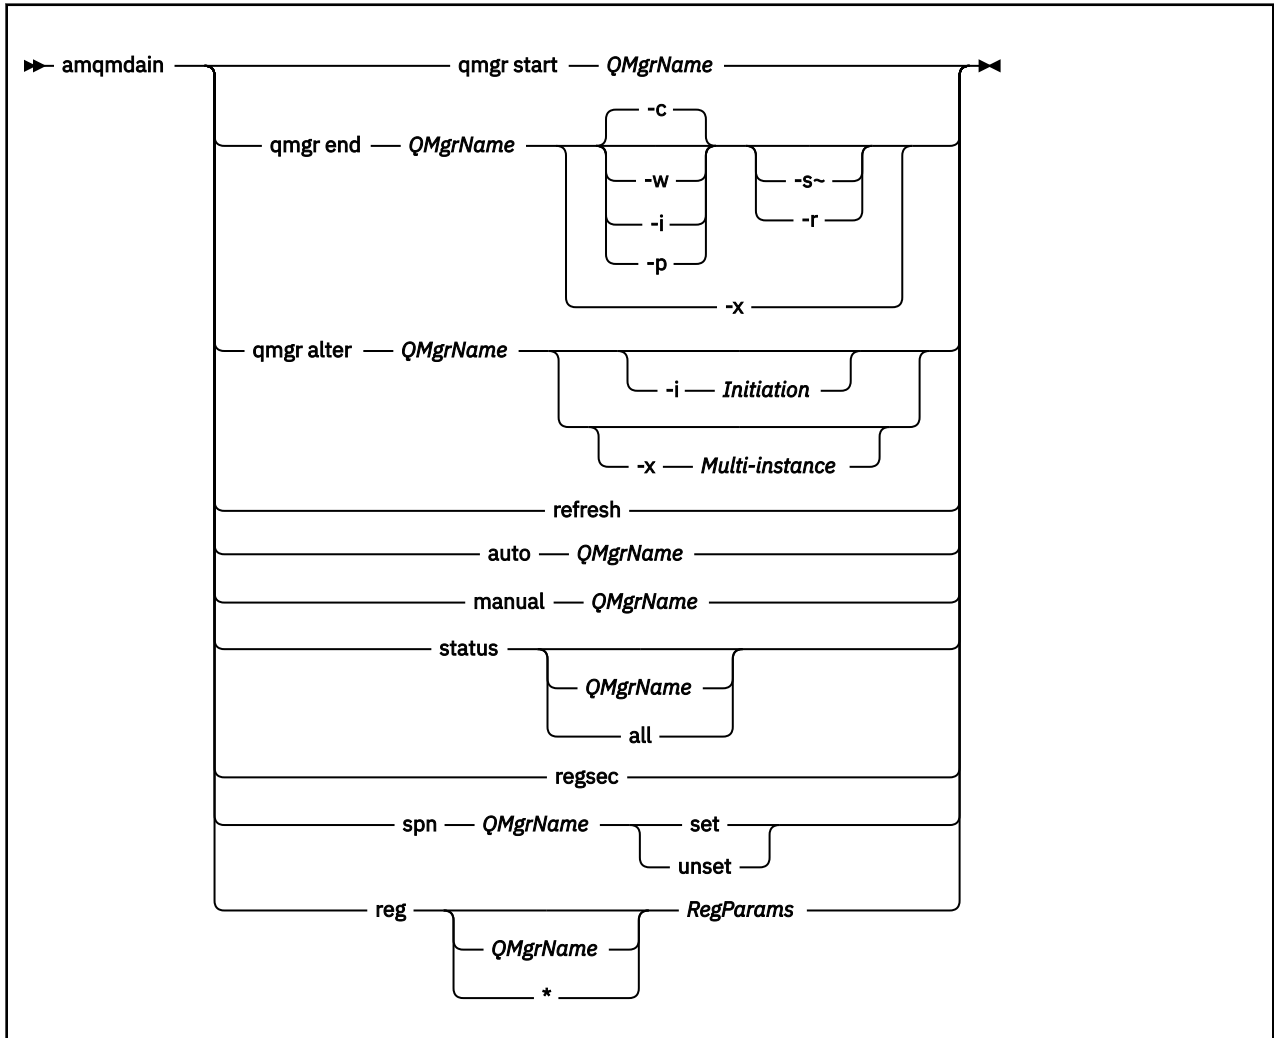 amqmdain qmgr start QMgrName
-c
qmgr end QMgrName
-w -s~
-i -r
-p
-x
qmgr alter QMgrName
-i Initiation
-x Multi-instance
refresh
auto QMgrName
manual QMgrName
status
QMgrName
all
regsec
spn QMgrName set
unset
reg RegParams
QMgrName
*